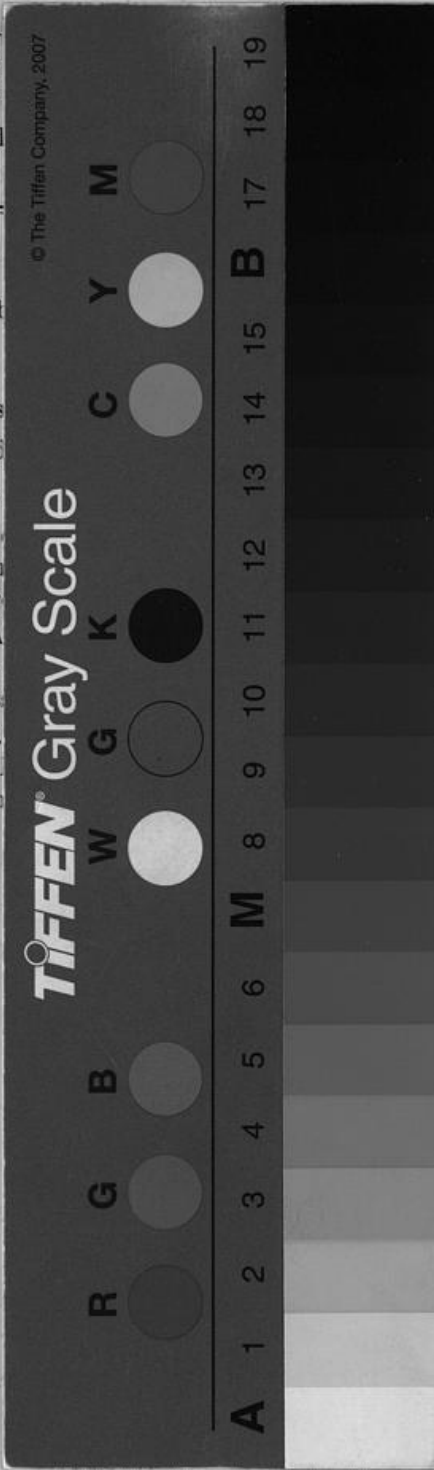 © The Tiffen Company, 2007
TIFFEN® Gray Scale
R G B W G K C Y M
A 1 2 3 4 5 6 M 8 9 10 11 12 13 14 15 B 17 18 19